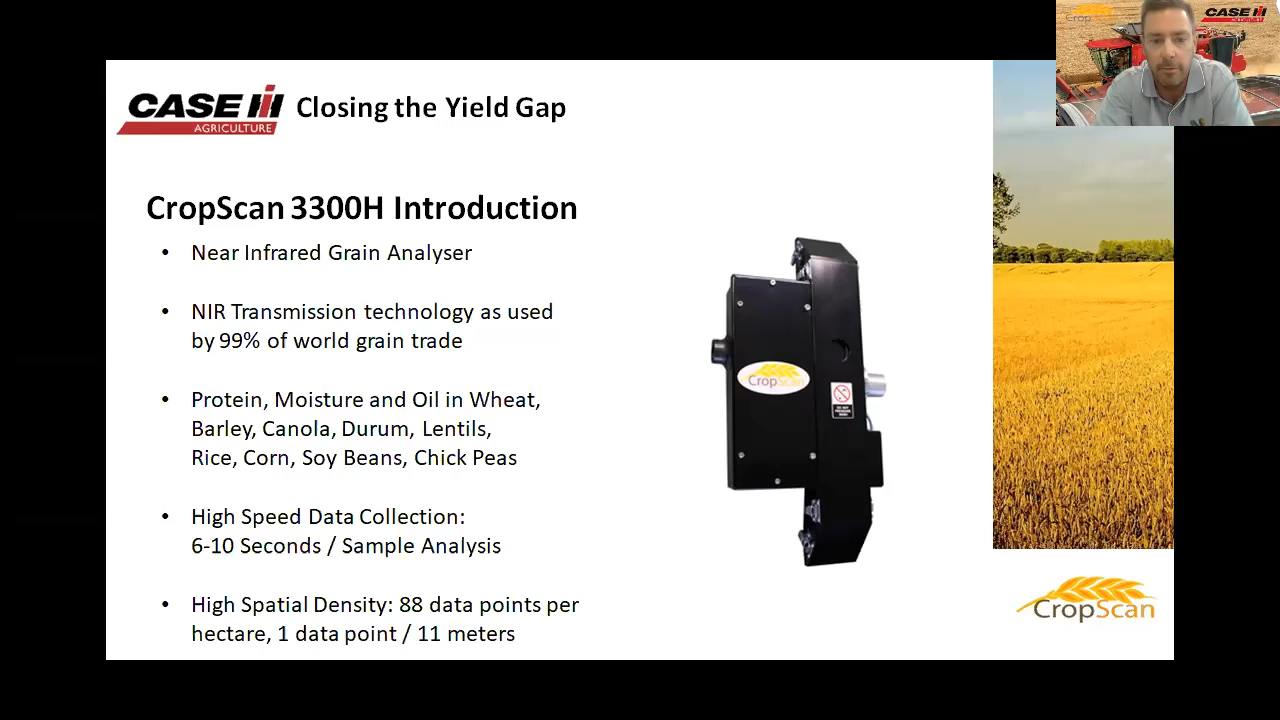 CASE IH
AGRICULTURE
Closing the Yield Gap
CropScan
CASE IH
AGRICULTURE
CropScan 3300H Introduction
• Near Infrared Grain Analyser
• NIR Transmission technology as used
by 99% of world grain trade
• Protein, Moisture and Oil in Wheat,
Barley, Canola, Durum, Lentils,
Rice, Corn, Soy Beans, Chick Peas
• High Speed Data Collection:
6-10 Seconds / Sample Analysis
• High Spatial Density: 88 data points per
hectare, 1 data point / 11 meters
CropScan
CropScan